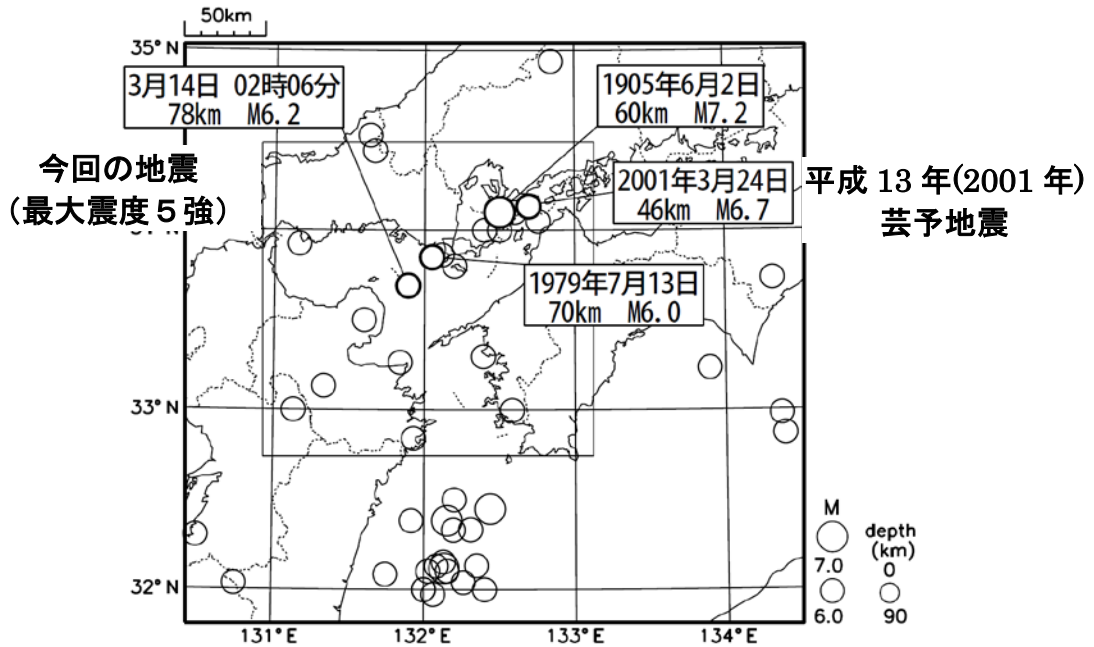 50km
35°N
3月14日 02時06分
78km M6.2
1905年6月2日
60km M7.2
今回の地震
(最大震度５強)
2001年3月24日
46km M6.7
平成 13 年(2001 年)
芸予地震
1979年7月13日
70km M6.0
33°N
32°N
M
7.0
6.0
depth
(km)
0
90
131°E
132°E
133°E
134°E